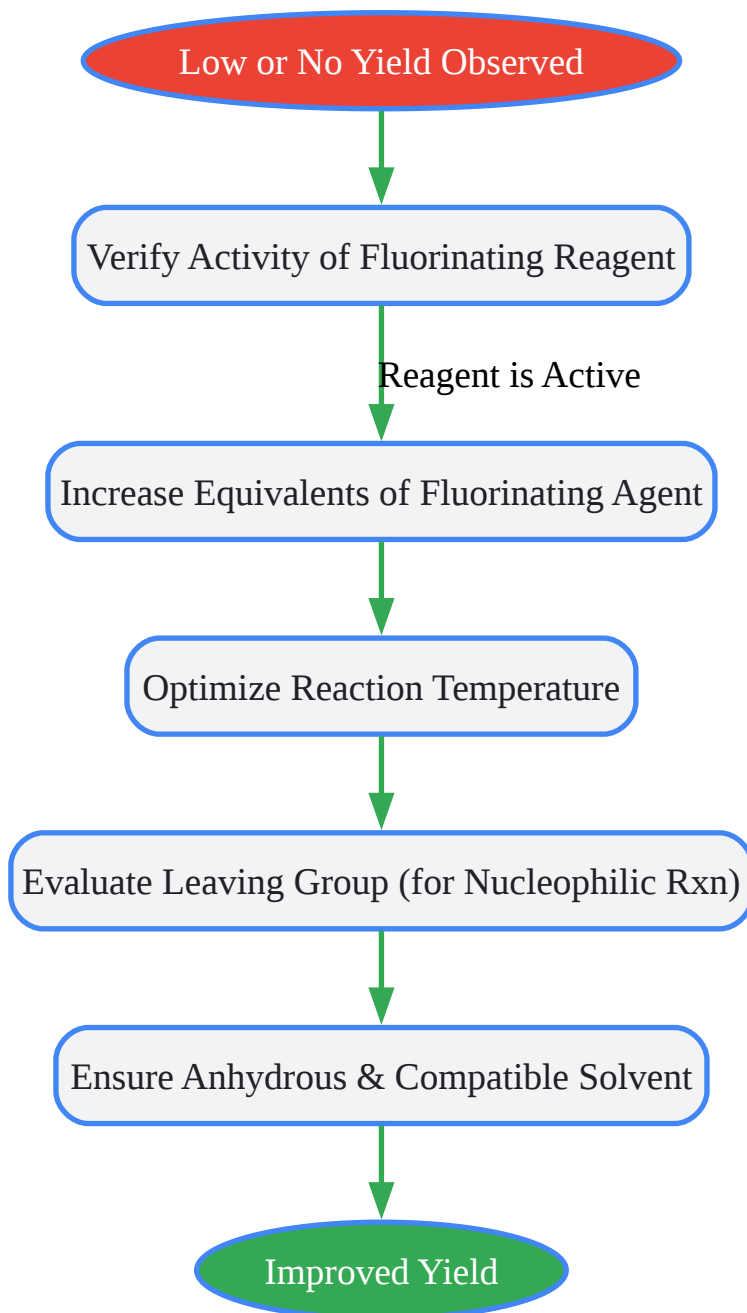 Low or No Yield Observed
Verify Activity of Fluorinating Reagent
Reagent is Active
Increase Equivalents of Fluorinating Agent
Optimize Reaction Temperature
Evaluate Leaving Group (for Nucleophilic Rxn)
Ensure Anhydrous & Compatible Solvent
Improved Yield